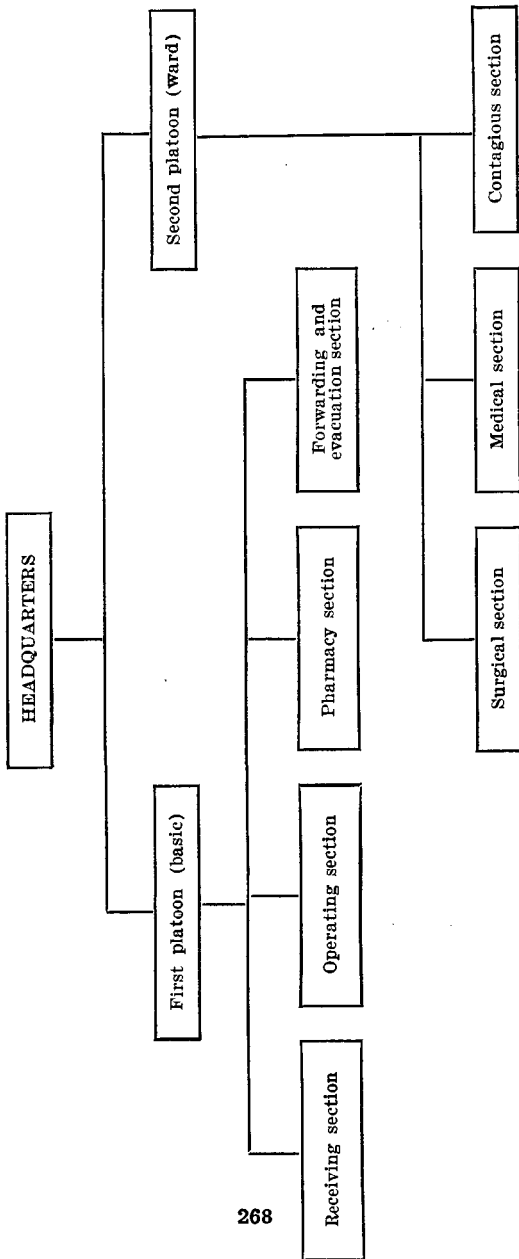 HEADQUARTERS
First platoon (basic)
Second platoon (ward)
Receiving section
Operating section
Pharmacy section
Forwarding and
evacuation section
Surgical section
Medical section
Contagious section
268